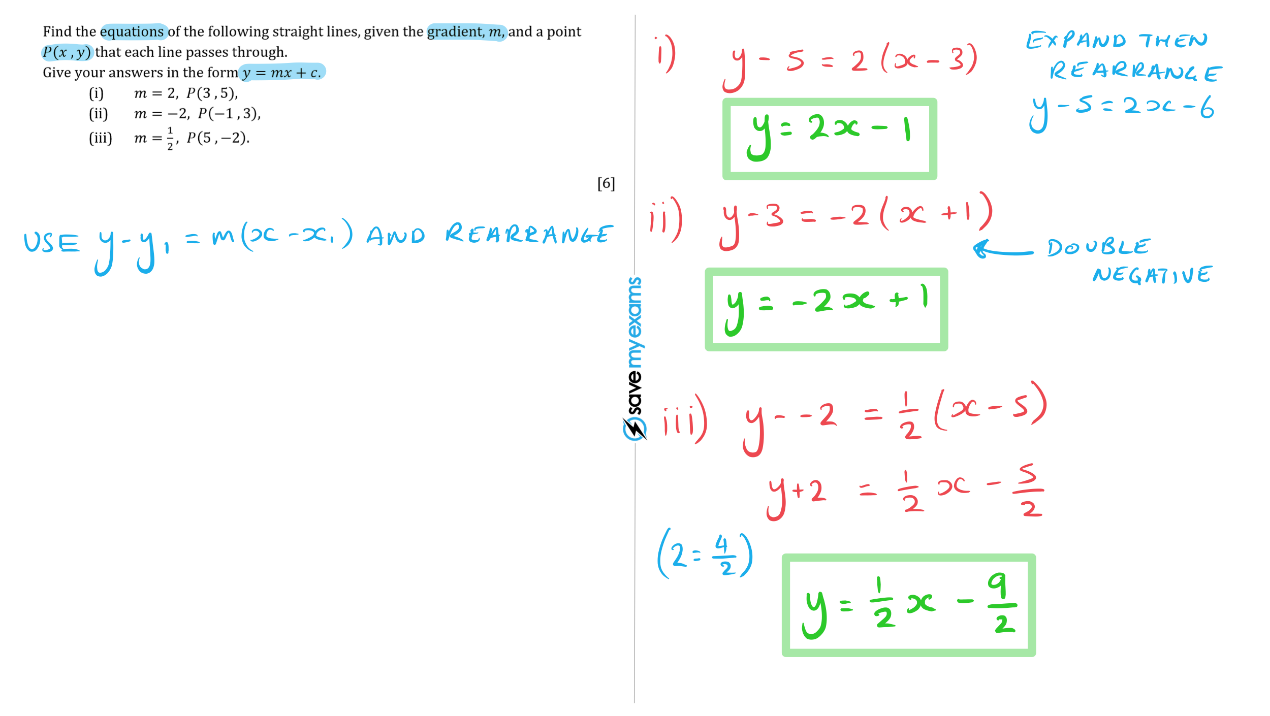 Find the equations of the following straight lines, given the gradient, m, and a point
P(x , y) that each line passes through.
Give your answers in the form y = mx + c.
(i) m = 2, P(3 , 5),
(ii) m = −2, P(−1 , 3),
(iii) m = 1/2, P(5 , −2).
[6]
USE y - y₁ = m(x - x₁) AND REARRANGE
save my exams
i) y - 5 = 2(x - 3)
EXPAND THEN
REARRANGE
y - 5 = 2x - 6
y = 2x - 1
ii) y - 3 = -2(x + 1)
DOUBLE
NEGATIVE
y = -2x + 1
iii) y - -2 = 1/2 (x - 5)
y + 2 = 1/2 x - 5/2
(2 = 4/2)
y = 1/2 x - 9/2